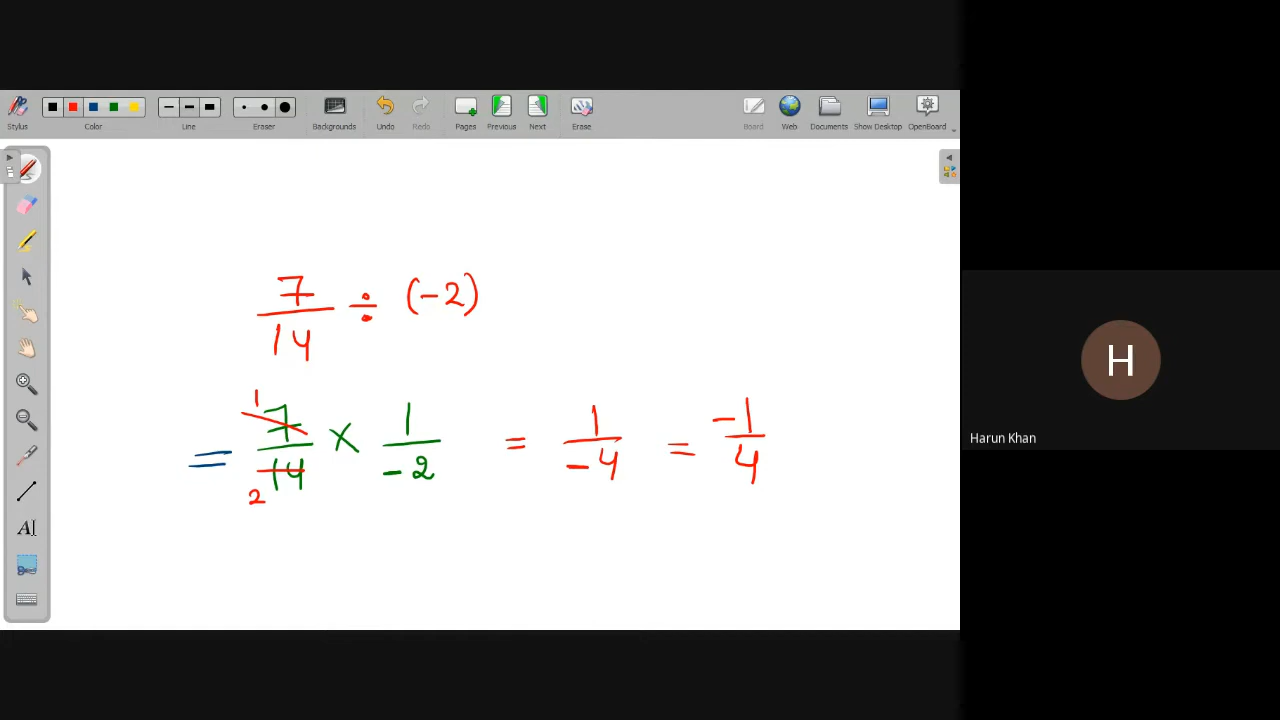 Stylus Color Line Eraser Backgrounds Undo Redo Pages Previous Next Erase Board Web Documents Show Desktop OpenBoard
7/14 ÷ (-2)
= 7/14 × 1/-2 = 1/-4 = -1/4
1
2
AI
H
Harun Khan